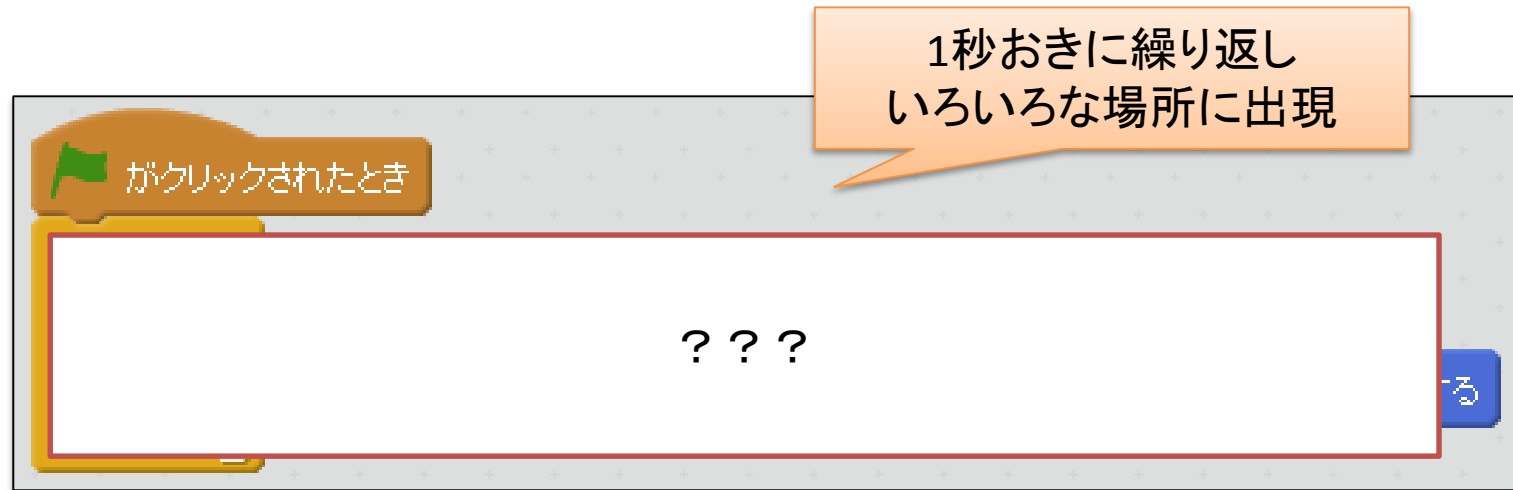 1秒おきに繰り返し
いろいろな場所に出現
がクリックされたとき
？？？
る